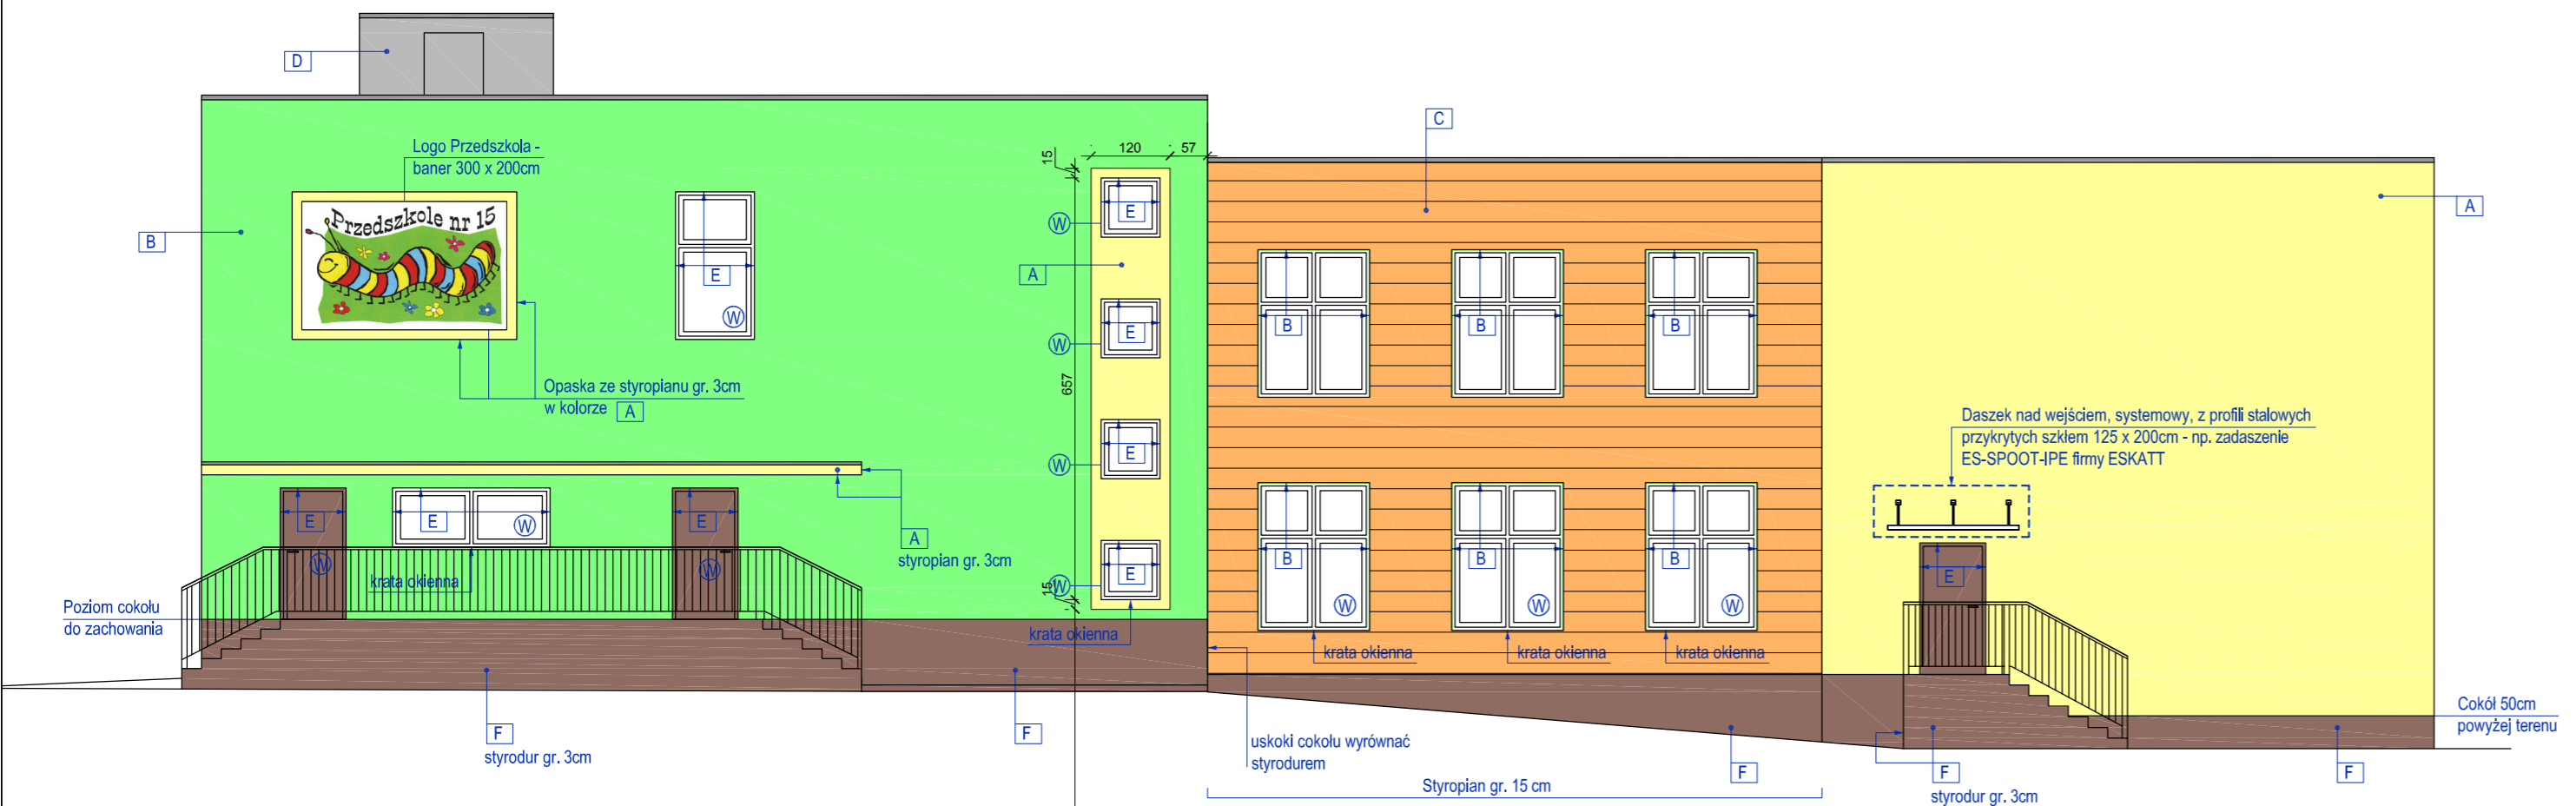 D
C
Logo Przedszkola -
baner 300 x 200cm
15
120
57
Przedszkole nr 15
B
E
W
E
W
A
A
E
W
E
W
E
W
E
W
657
15
B
B
B
Opaska ze styropianu gr. 3cm
w kolorze A
Daszek nad wejściem, systemowy, z profili stalowych
przykrytych szkłem 125 x 200cm - np. zadaszenie
ES-SPOOT-IPE firmy ESKATT
E
W
E
W
E
W
A
styropian gr. 3cm
krata okienna
B
W
B
W
B
W
E
Poziom cokołu
do zachowania
krata okienna
krata okienna
krata okienna
krata okienna
Cokół 50cm
powyżej terenu
F
styrodur gr. 3cm
F
uskoki cokołu wyrównać
styrodurem
Styropian gr. 15 cm
F
F
styrodur gr. 3cm
F